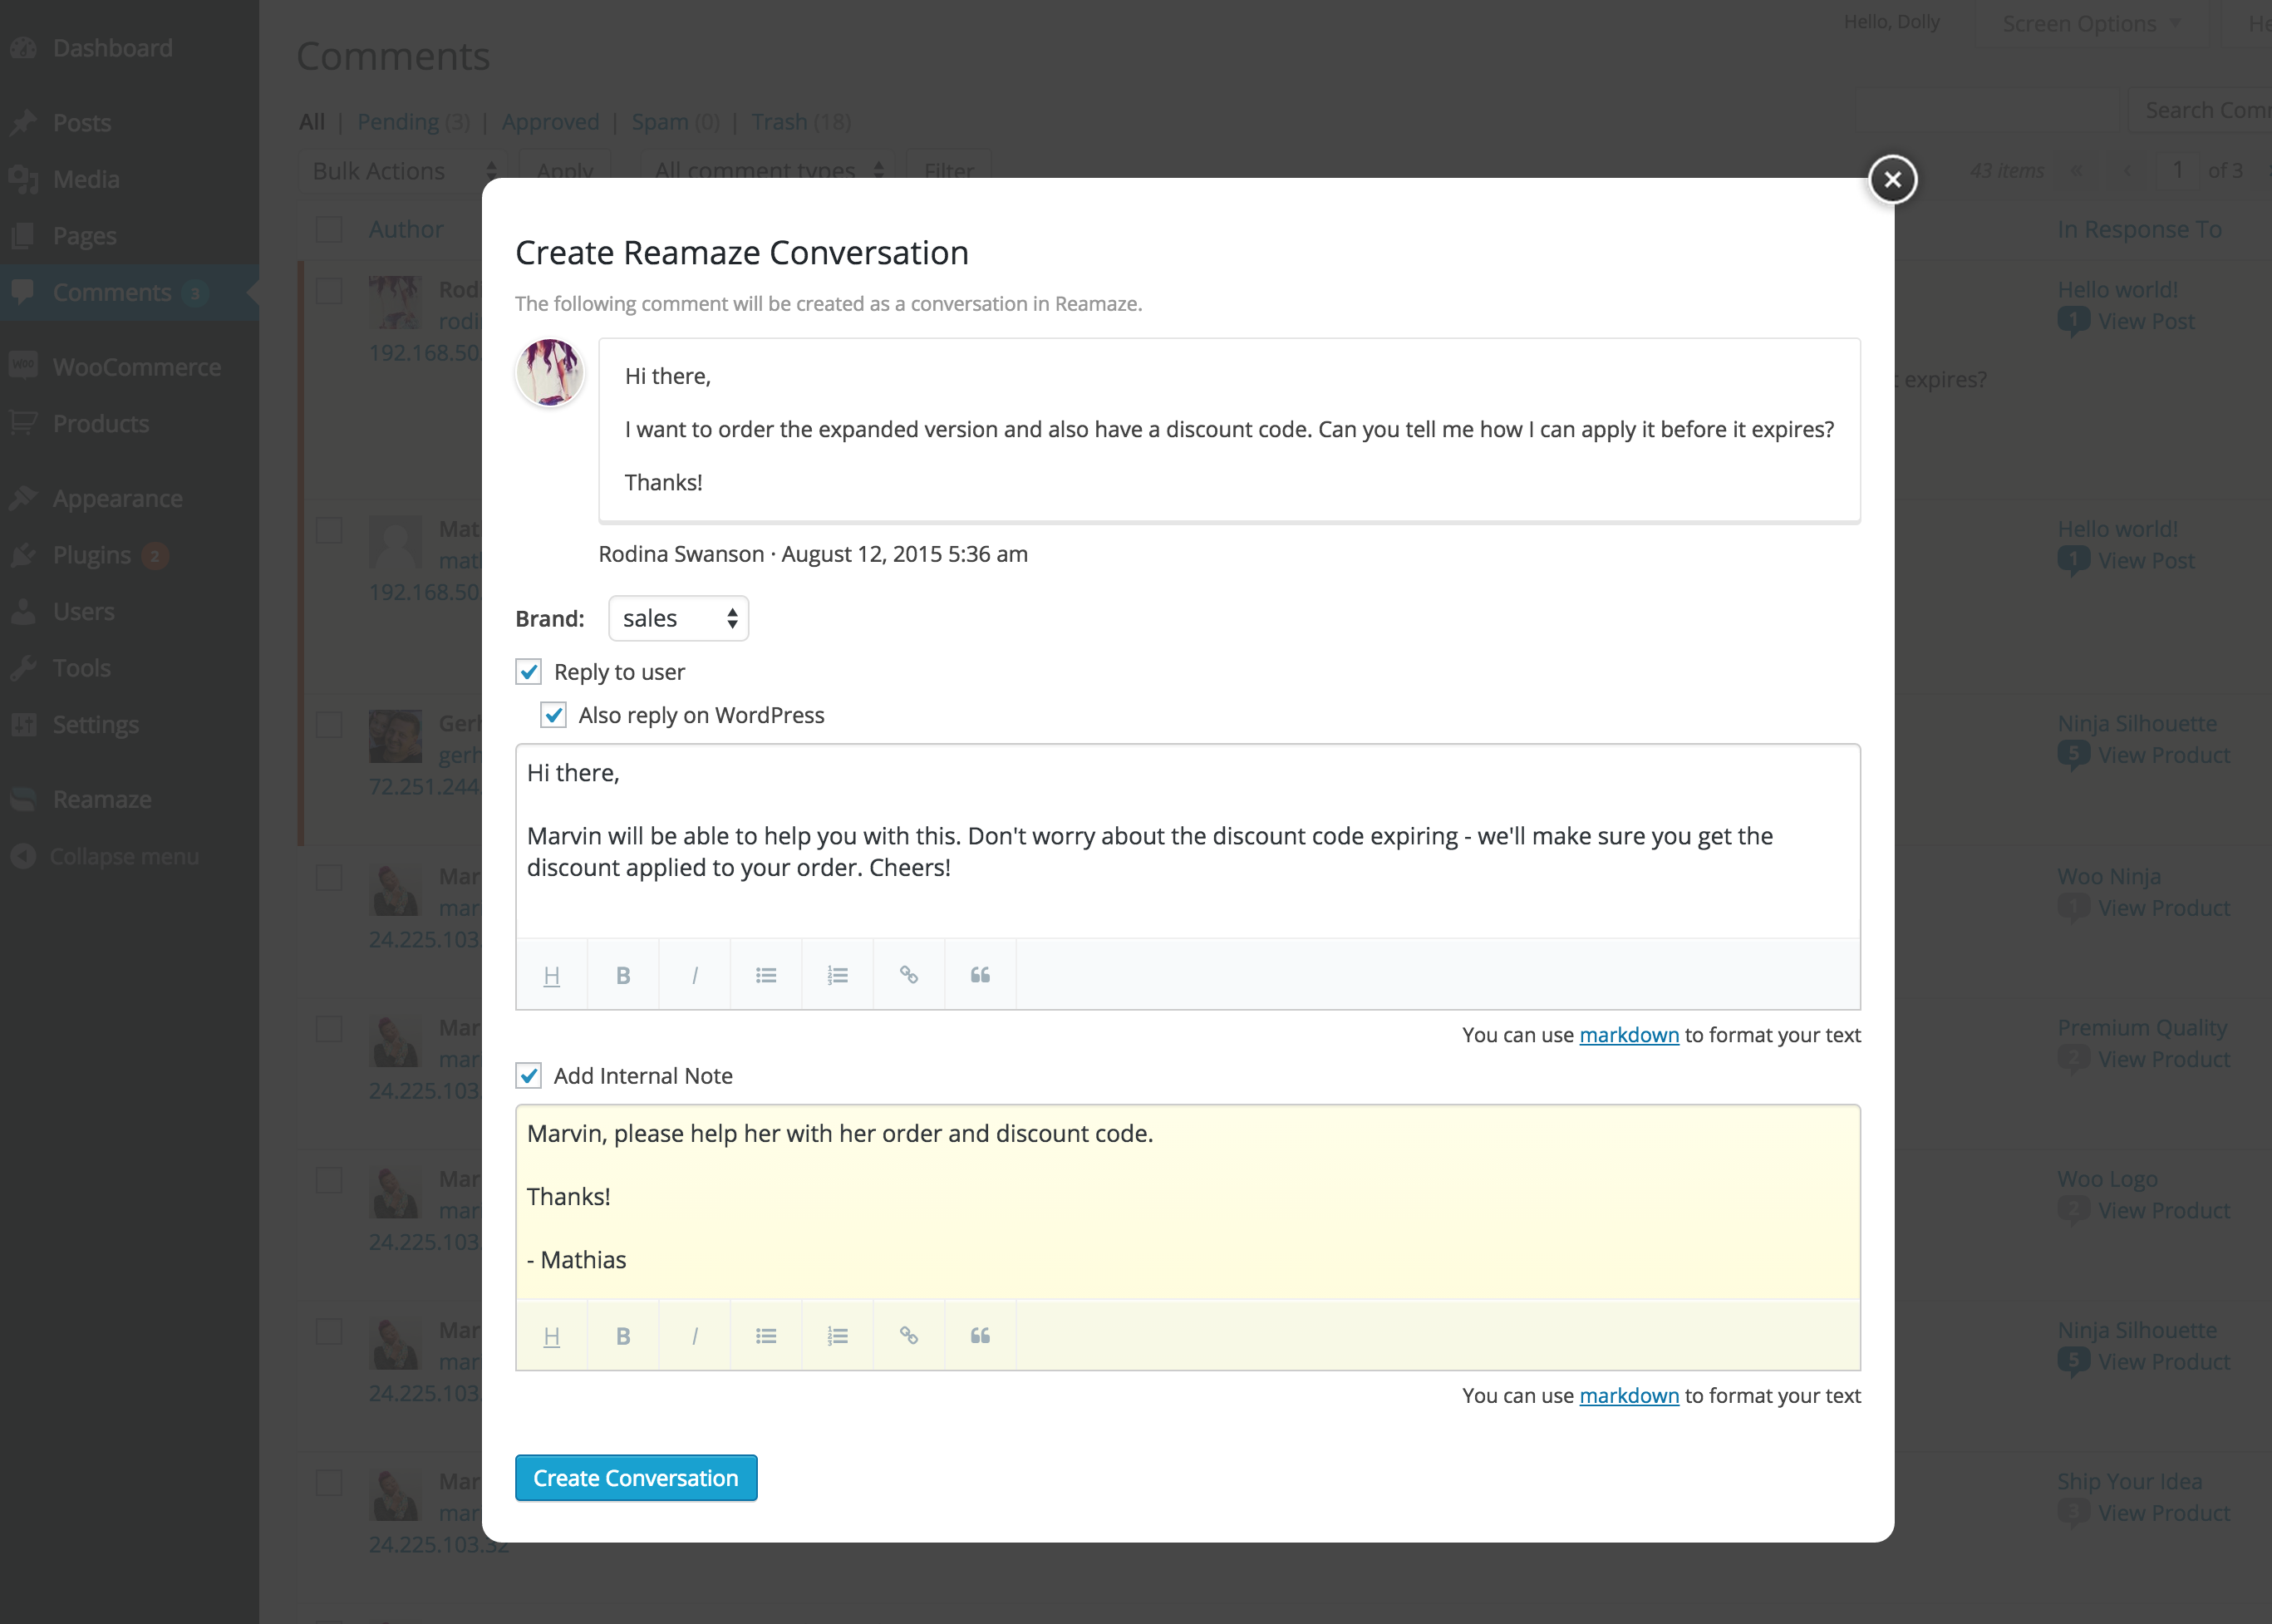 Hello, Dolly
Screen Options
Comments
Dashboard
Posts
Media
Pages
Comments 3
WooCommerce
Products
Appearance
Plugins 2
Users
Tools
Settings
Reamaze
Collapse menu
All | Pending (3) | Approved | Spam (0) | Trash (18)
Search
Bulk Actions Apply All comment types Filter
43 items « ‹ 1 of 3
Author In Response To
192.168.50.
Hello world!
1 View Post
expires?
192.168.50.
Hello world!
1 View Post
72.251.244.
Ninja Silhouette
5 View Product
24.225.103.
Woo Ninja
1 View Product
24.225.103.
Premium Quality
2 View Product
24.225.103.
Woo Logo
2 View Product
24.225.103.
Ninja Silhouette
5 View Product
24.225.103.32
Ship Your Idea
3 View Product
Create Reamaze Conversation
The following comment will be created as a conversation in Reamaze.
Hi there,
I want to order the expanded version and also have a discount code. Can you tell me how I can apply it before it expires?
Thanks!
Rodina Swanson · August 12, 2015 5:36 am
Brand: sales
Reply to user
Also reply on WordPress
Hi there,
Marvin will be able to help you with this. Don't worry about the discount code expiring - we'll make sure you get the
discount applied to your order. Cheers!
H B I
You can use markdown to format your text
Add Internal Note
Marvin, please help her with her order and discount code.
Thanks!
- Mathias
H B I
You can use markdown to format your text
Create Conversation